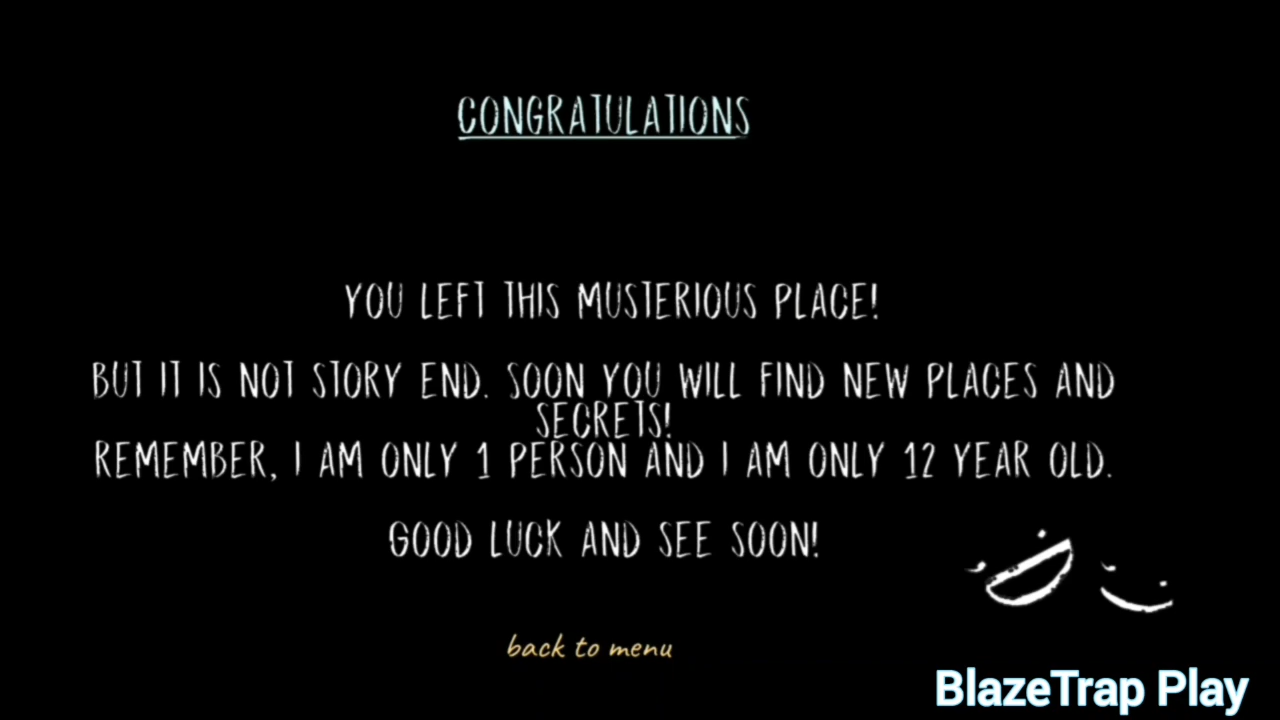 CONGRATULATIONS
YOU LEFT THIS MUSTERIOUS PLACE!
BUT IT IS NOT STORY END. SOON YOU WILL FIND NEW PLACES AND
SECRETS!
REMEMBER, I AM ONLY 1 PERSON AND I AM ONLY 12 YEAR OLD.
GOOD LUCK AND SEE SOON!
back to menu
BlazeTrap Play